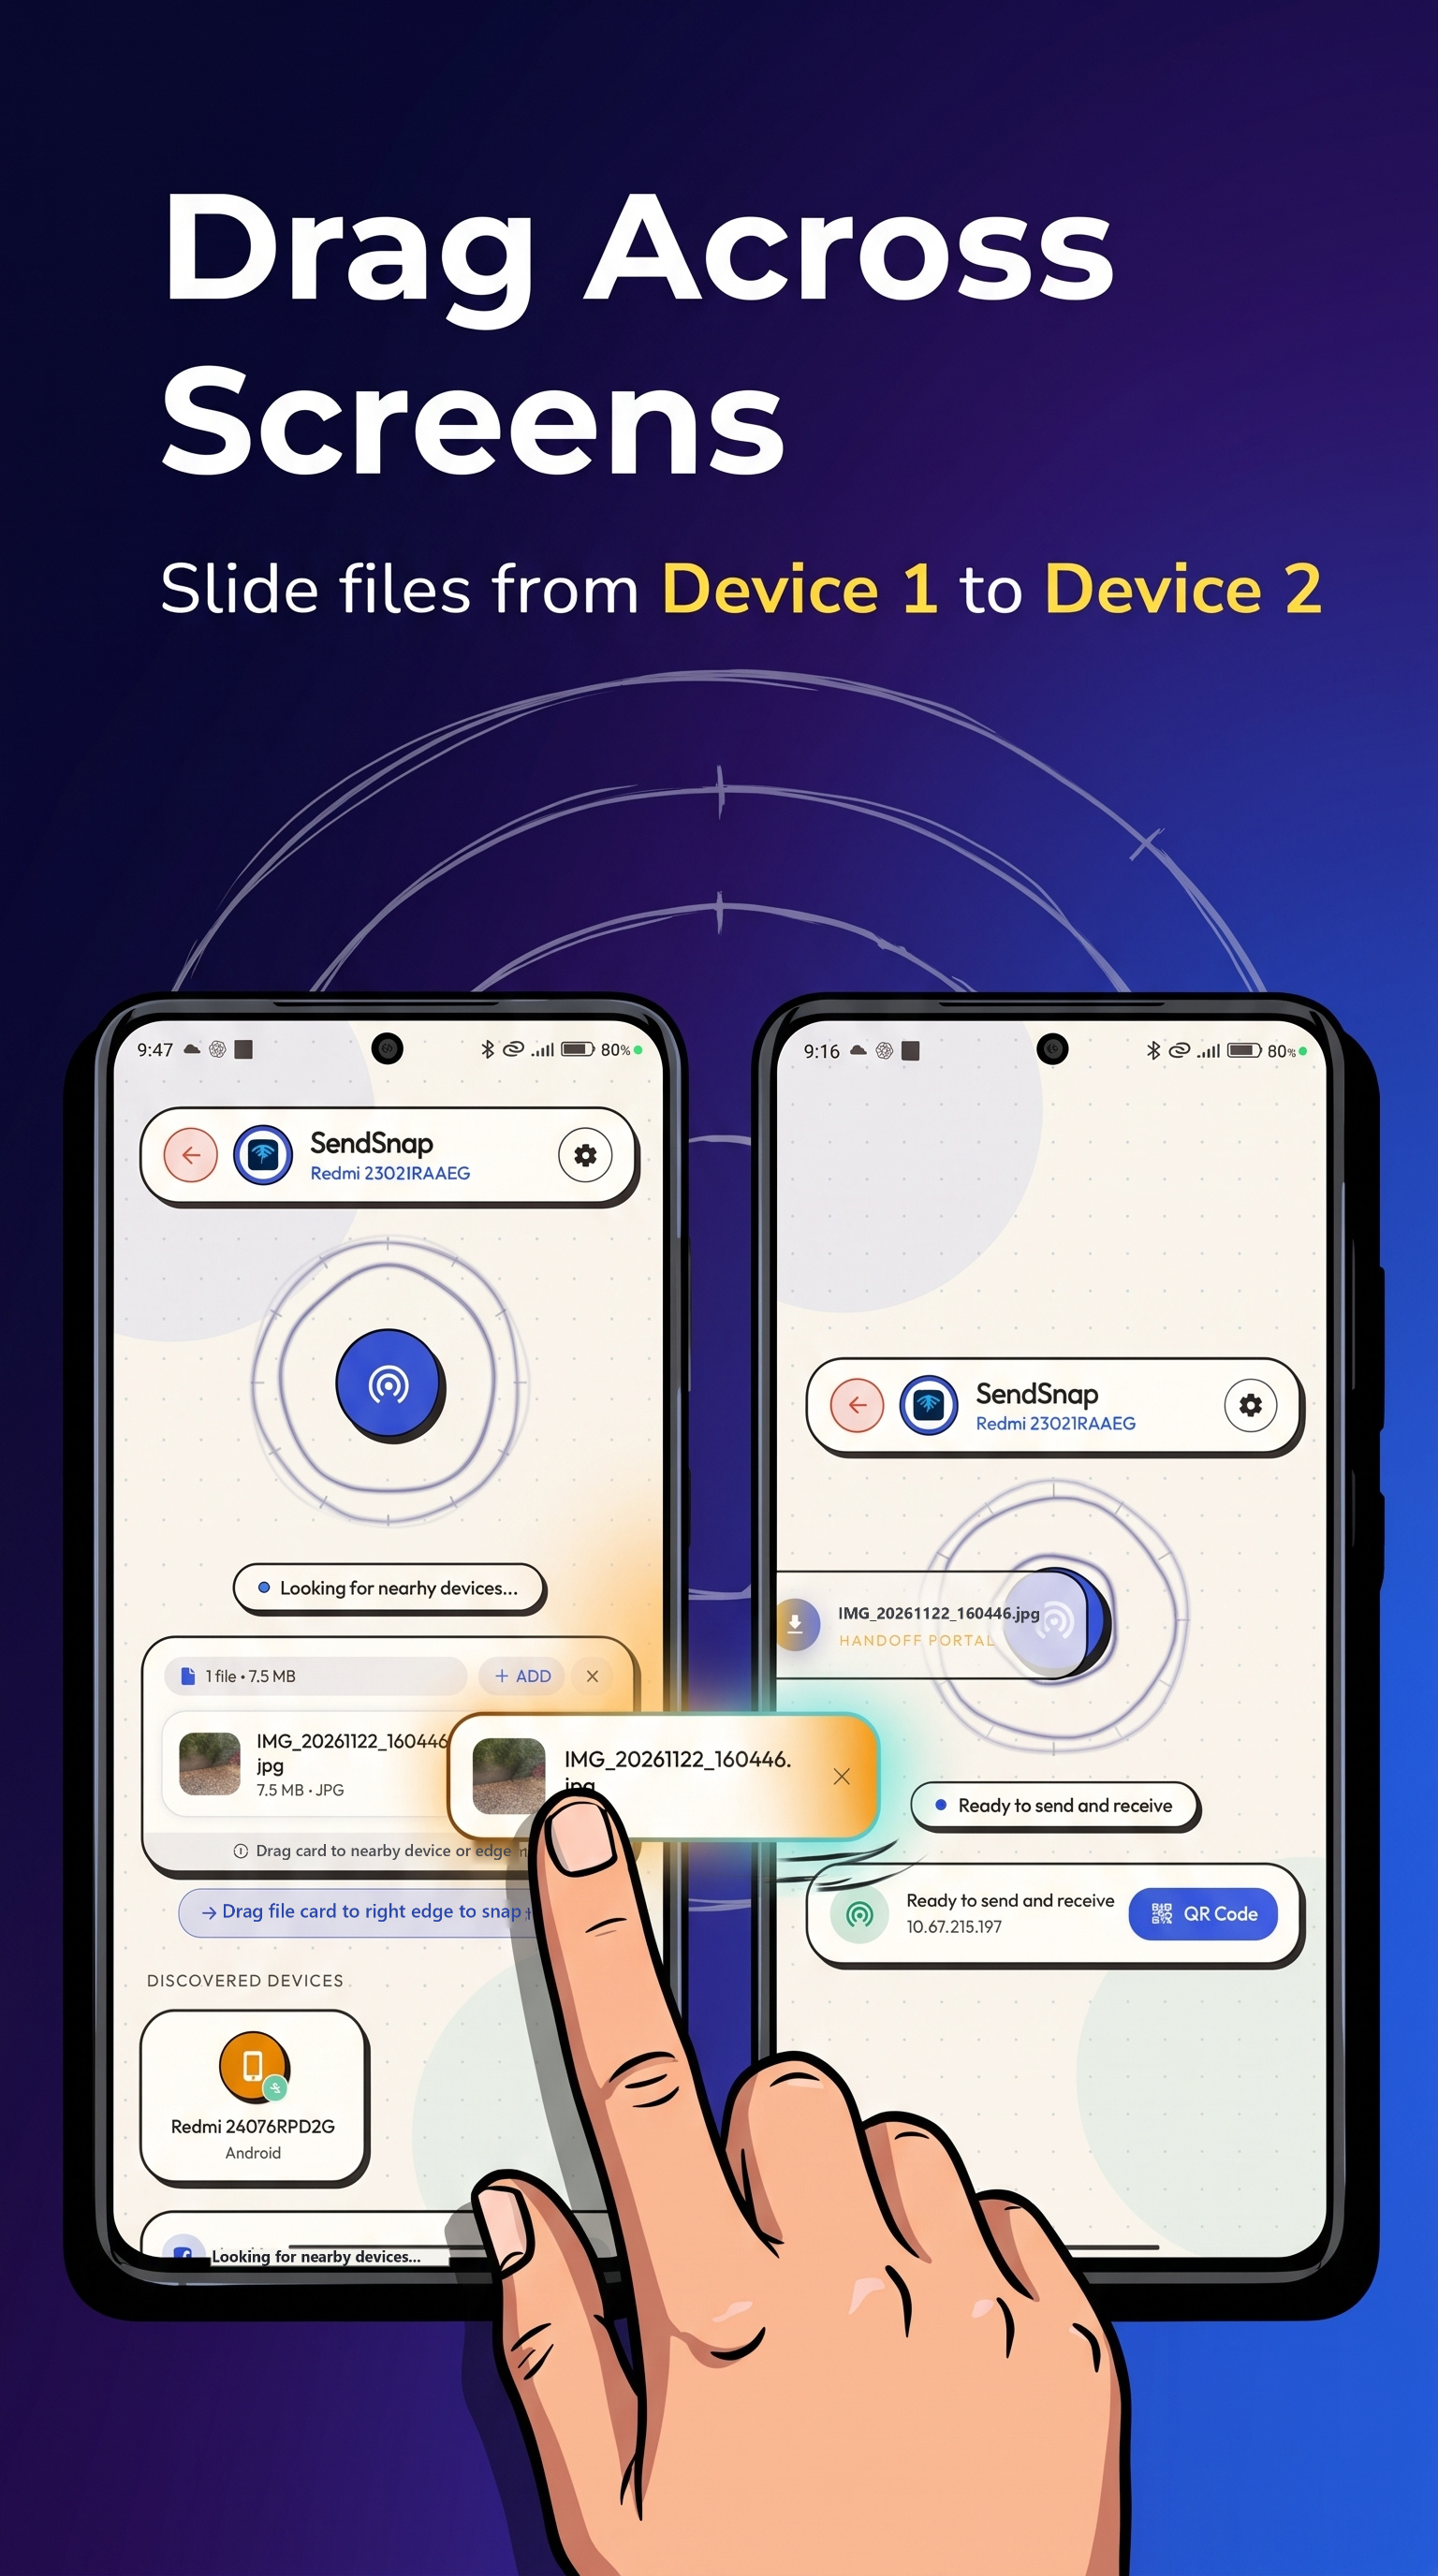 Drag Across
Screens
Slide files from Device 1 to Device 2
9:47
80%
SendSnap
Redmi 23021RAAEG
Looking for nearhy devices...
1 file • 7.5 MB
+ ADD
IMG_20261122_160446
jpg
7.5 MB · JPG
IMG_20261122_160446.
jpg
Drag card to nearby device or edge
→ Drag file card to right edge to snap
DISCOVERED DEVICES
Redmi 24076RPD2G
Android
Looking for nearby devices...
9:16
80%
SendSnap
Redmi 23021RAAEG
IMG_20261122_160446.jpg
HANDOFF PORTAL
Ready to send and receive
Ready to send and receive
10.67.215.197
QR Code